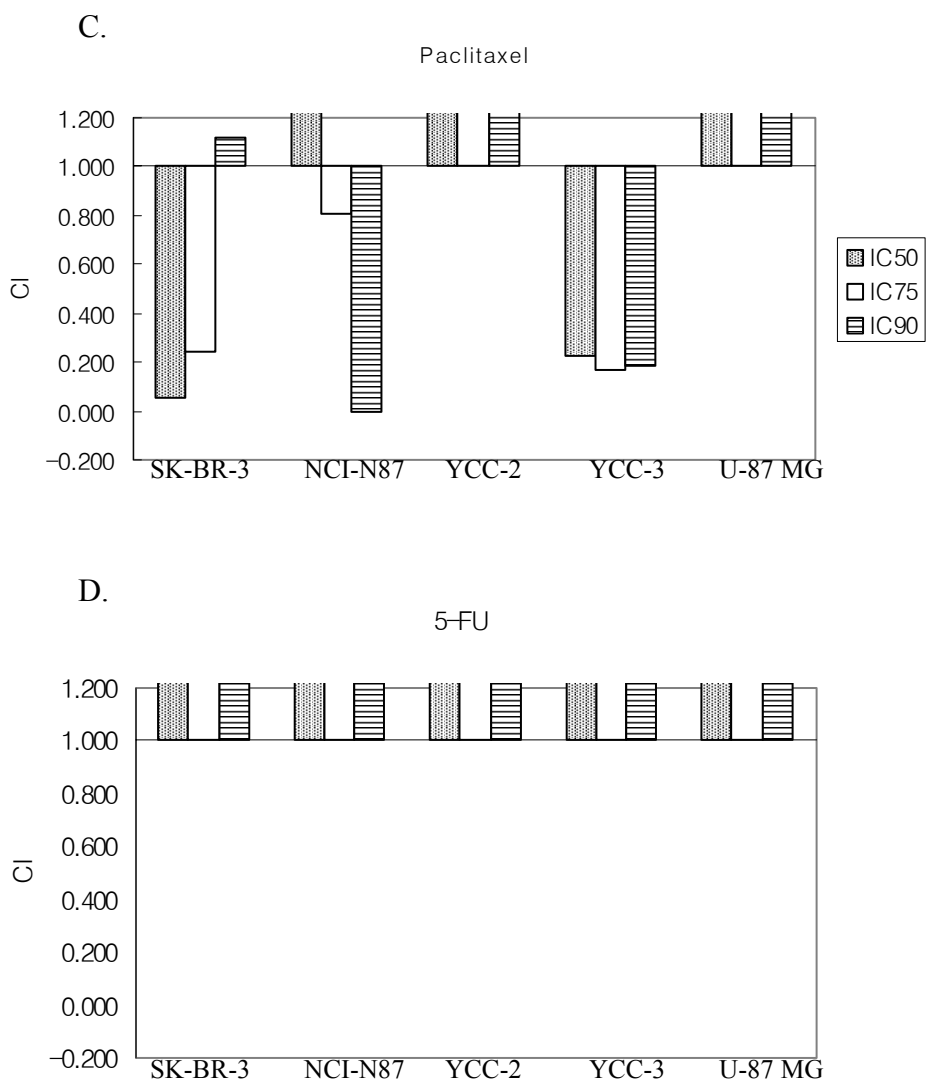 C.
Paclitaxel
1.200
1.000
0.800
0.600
0.400
0.200
0.000
-0.200
CI
SK-BR-3 NCI-N87 YCC-2 YCC-3 U-87 MG
IC50
IC75
IC90
D.
5-FU
1.200
1.000
0.800
0.600
0.400
0.200
0.000
-0.200
CI
SK-BR-3 NCI-N87 YCC-2 YCC-3 U-87 MG